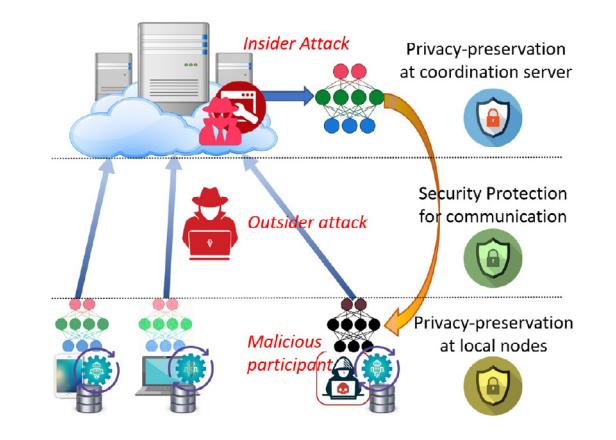 Insider Attack
Privacy-preservation
at coordination server
Security Protection
for communication
Outsider attack
Malicious
participant
Privacy-preservation
at local nodes